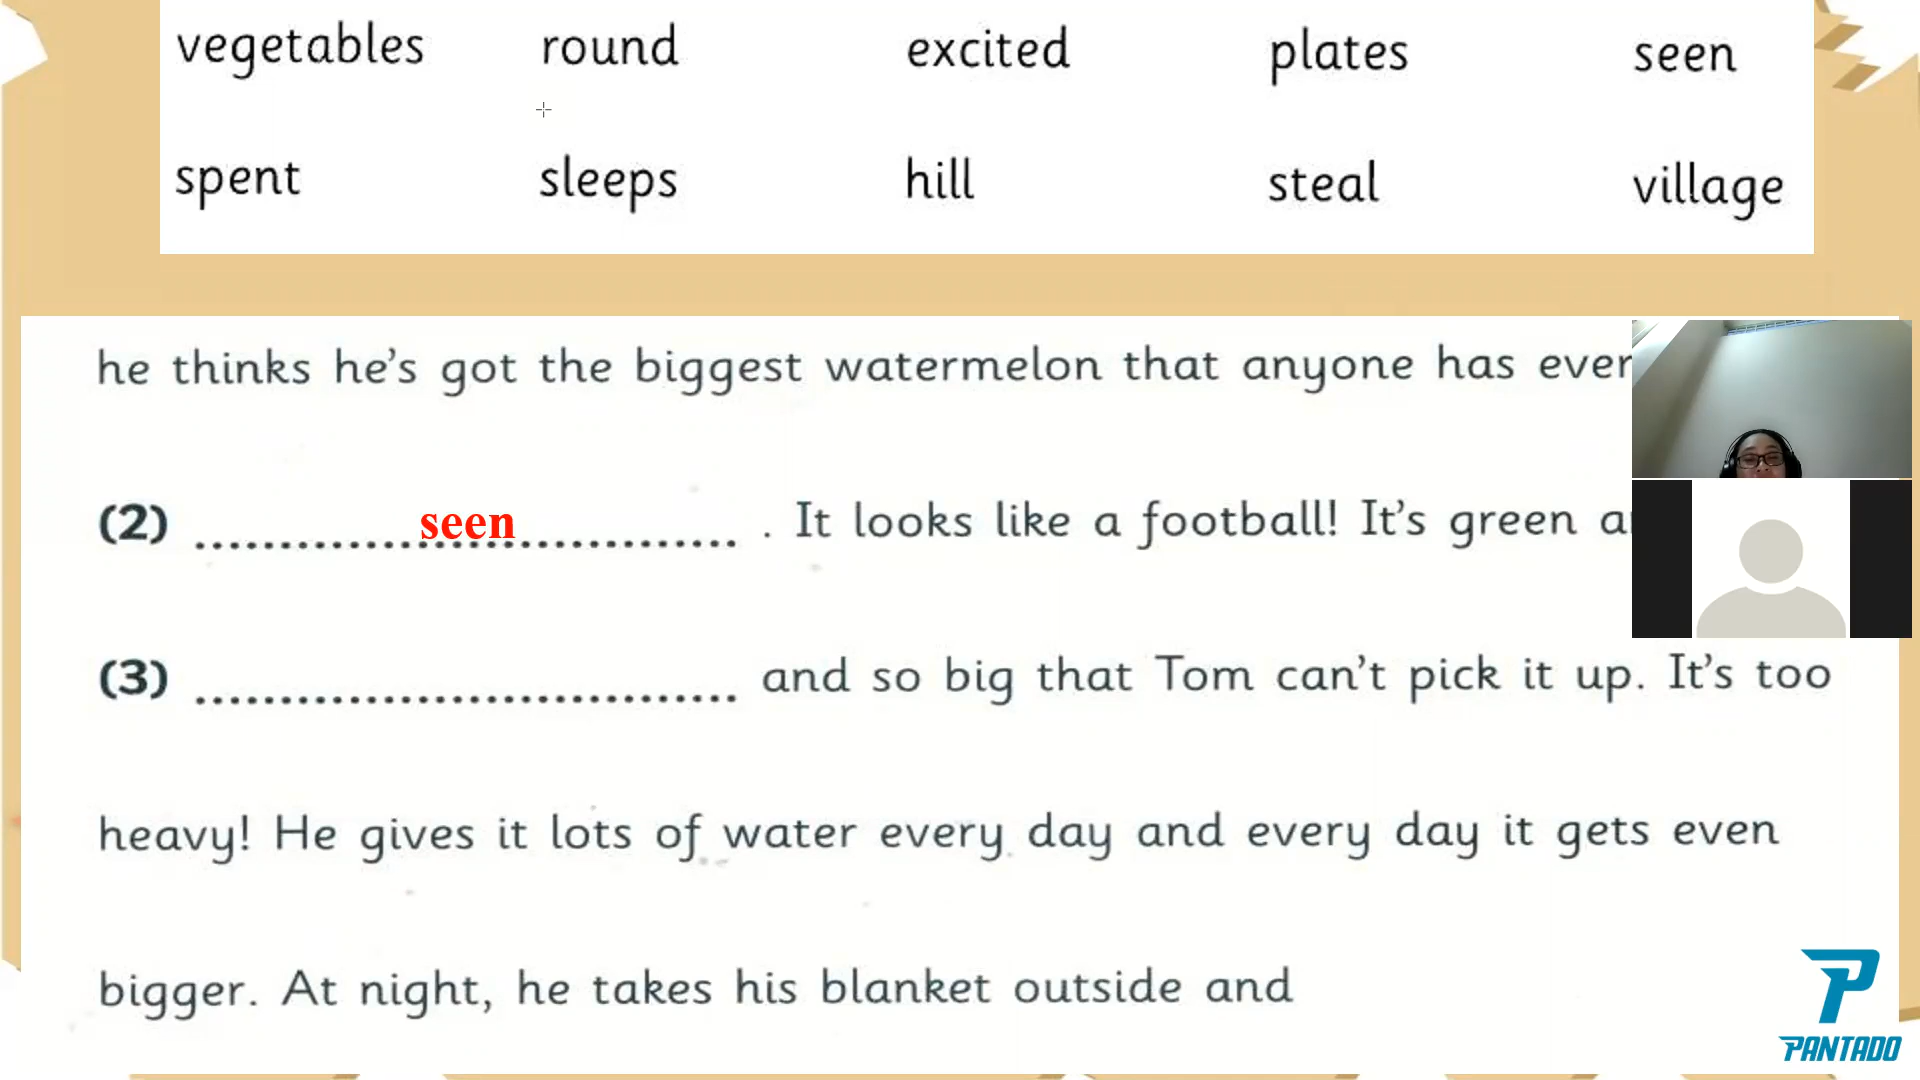 vegetables round excited plates seen
spent sleeps hill steal village
he thinks he's got the biggest watermelon that anyone has ever
(2) .................seen................. . It looks like a football! It's green
(3) .................................. and so big that Tom can't pick it up. It's too
heavy! He gives it lots of water every day and every day it gets even
bigger. At night, he takes his blanket outside and
PANTADO